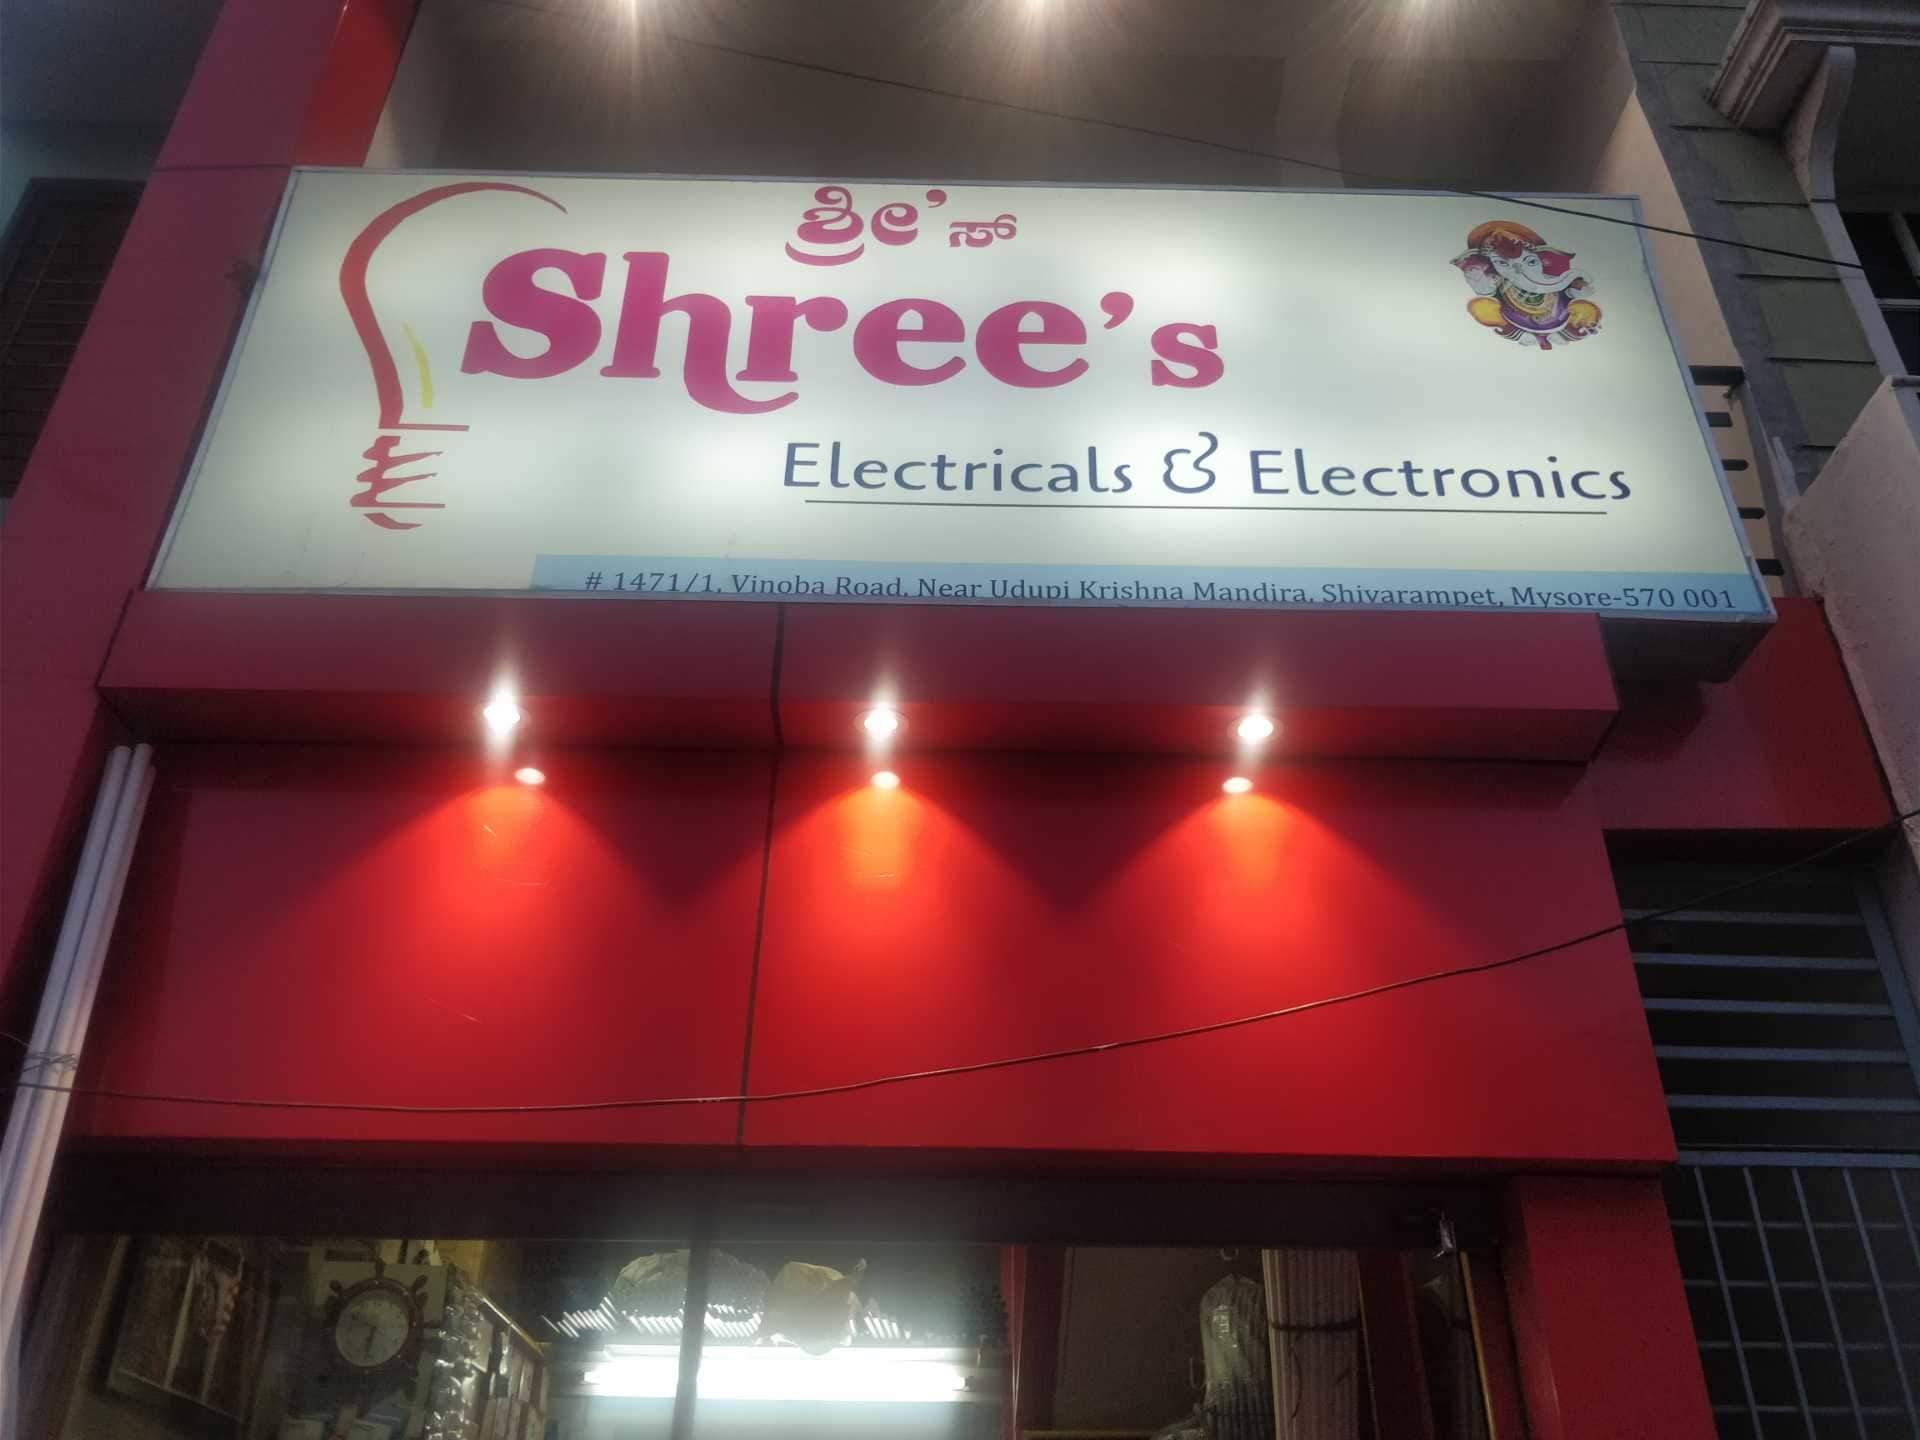 ಶ್ರೀ'ಸ್
Shree's
Electricals & Electronics
# 1471/1, Vinoba Road, Near Udupi Krishna Mandira, Shivarampet, Mysore-570 001